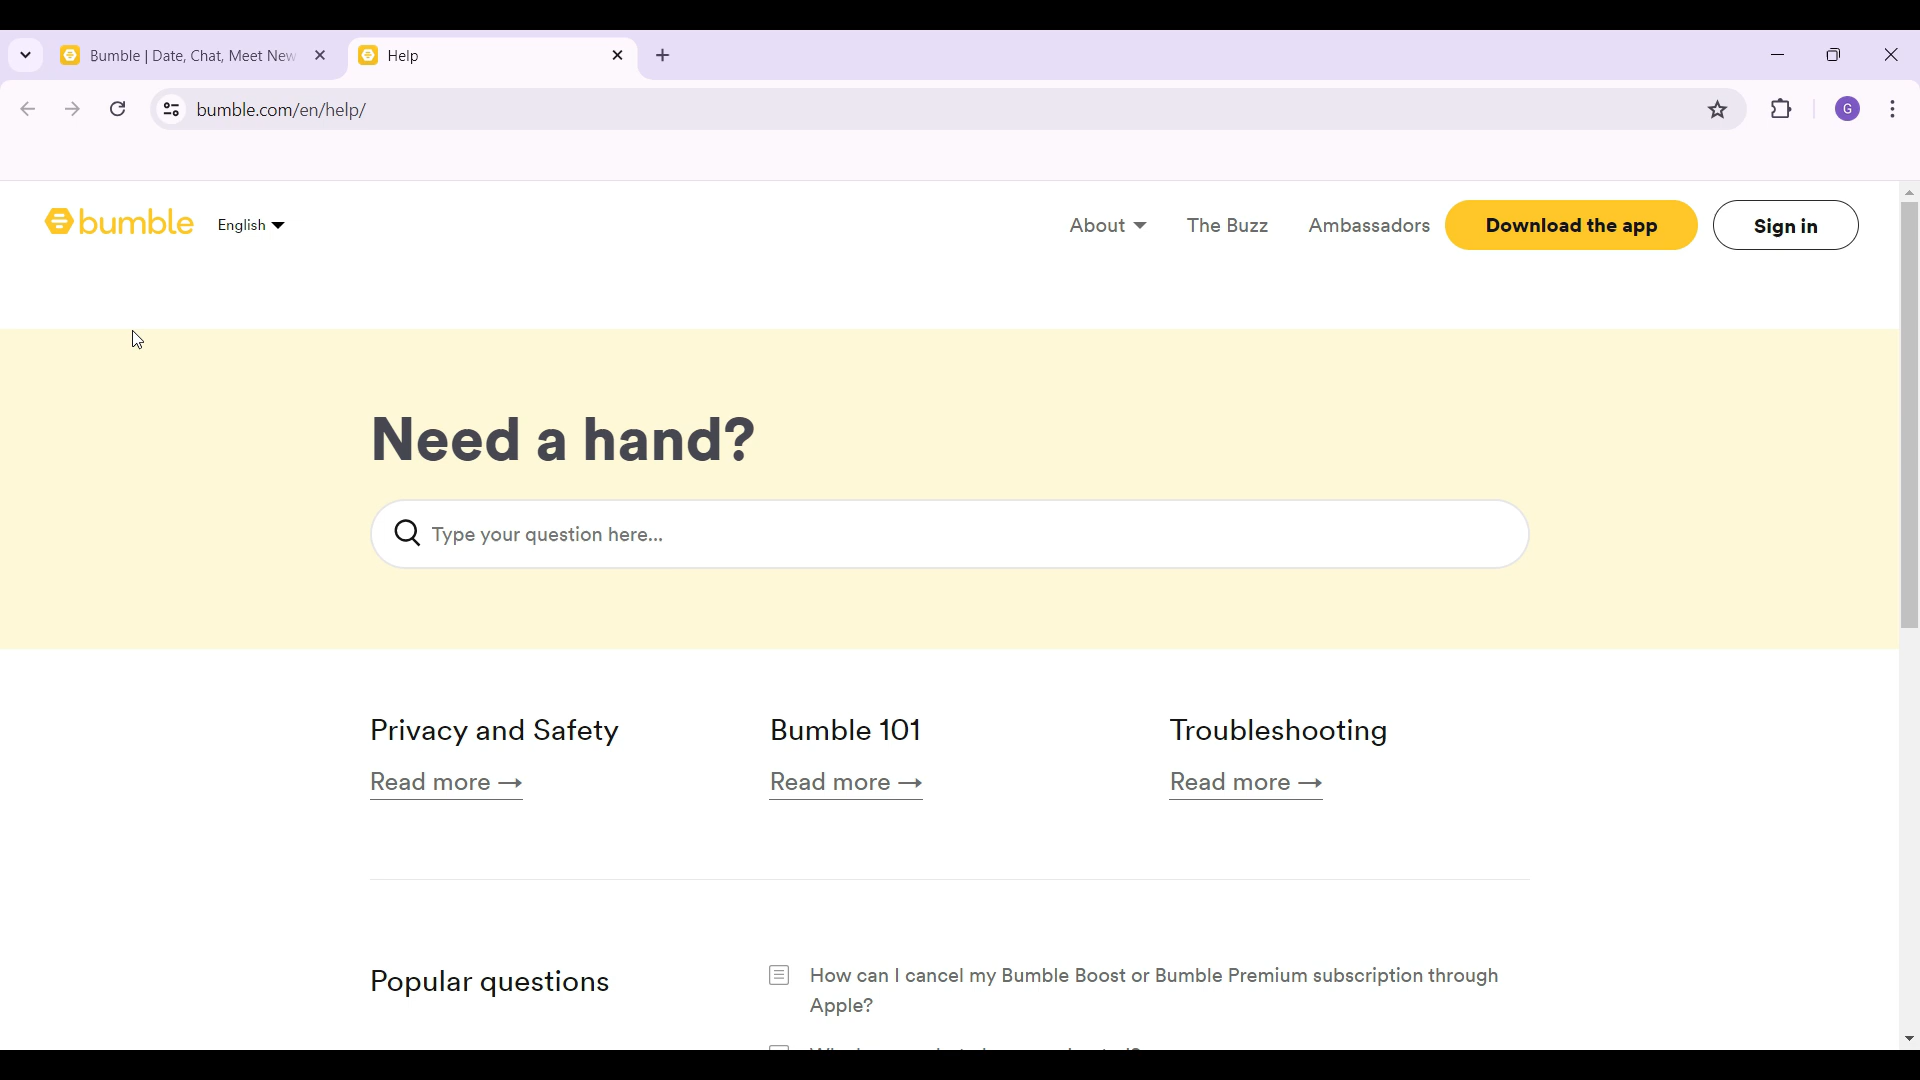 Bumble | Date, Chat, Meet New
Help
bumble.com/en/help/
G
bumble
English
About
The Buzz
Ambassadors
Download the app
Sign in
Need a hand?
Type your question here...
Privacy and Safety
Bumble 101
Troubleshooting
Read more →
Read more →
Read more →
Popular questions
How can I cancel my Bumble Boost or Bumble Premium subscription through
Apple?